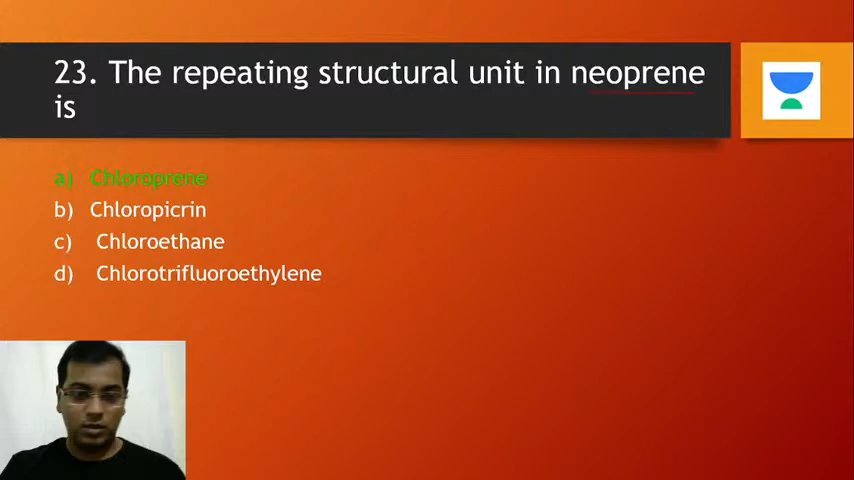 23. The repeating structural unit in neoprene
is
a) Chloroprene
b) Chloropicrin
c) Chloroethane
d) Chlorotrifluoroethylene